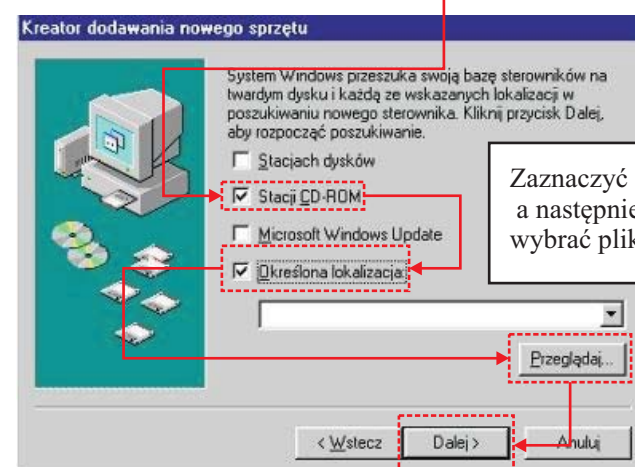 Kreator dodawania nowego sprzętu
System Windows przeszuka swoją bazę sterowników na
twardym dysku i każdą ze wskazanych lokalizacji w
poszukiwaniu nowego sterownika. Kliknij przycisk Dalej,
aby rozpocząć poszukiwanie.
Stacjach dysków
Stacji CD-ROM
Microsoft Windows Update
Określona lokalizacja:
Zaznaczyć
a następnie
wybrać plik
Przeglądaj...
< Wstecz
Dalej >
Anuluj